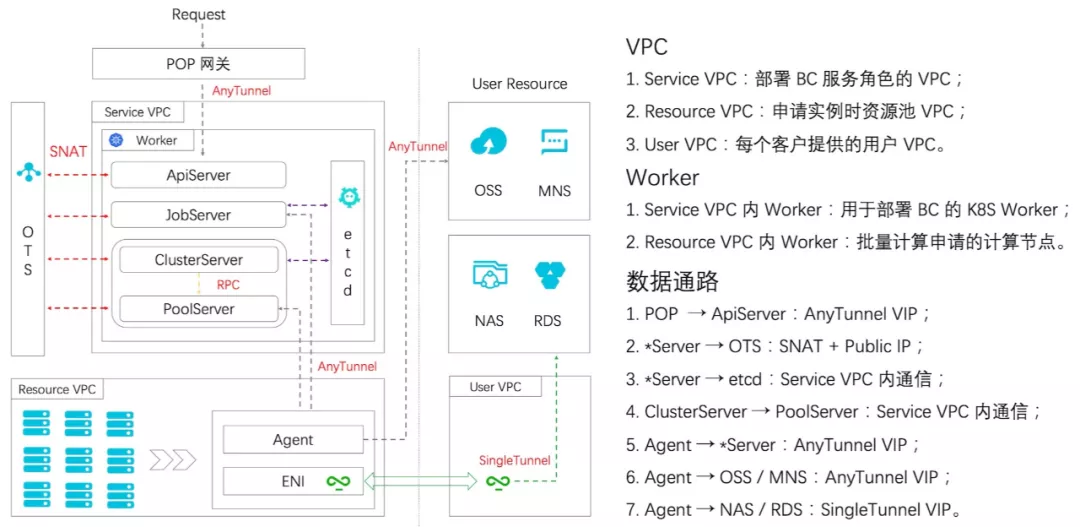 Request
POP 网关
AnyTunnel
Service VPC
Worker
SNAT
ApiServer
JobServer
ClusterServer
RPC
PoolServer
etcd
OTS
AnyTunnel
Resource VPC
Agent
ENI
User Resource
AnyTunnel
OSS
MNS
NAS
RDS
User VPC
SingleTunnel
VPC
1. Service VPC：部署 BC 服务角色的 VPC；
2. Resource VPC：申请实例时资源池 VPC；
3. User VPC：每个客户提供的用户 VPC。
Worker
1. Service VPC 内 Worker：用于部署 BC 的 K8S Worker；
2. Resource VPC 内 Worker：批量计算申请的计算节点。
数据通路
1. POP → ApiServer：AnyTunnel VIP；
2. *Server → OTS：SNAT + Public IP；
3. *Server → etcd：Service VPC 内通信；
4. ClusterServer → PoolServer：Service VPC 内通信；
5. Agent → *Server：AnyTunnel VIP；
6. Agent → OSS / MNS：AnyTunnel VIP；
7. Agent → NAS / RDS：SingleTunnel VIP。